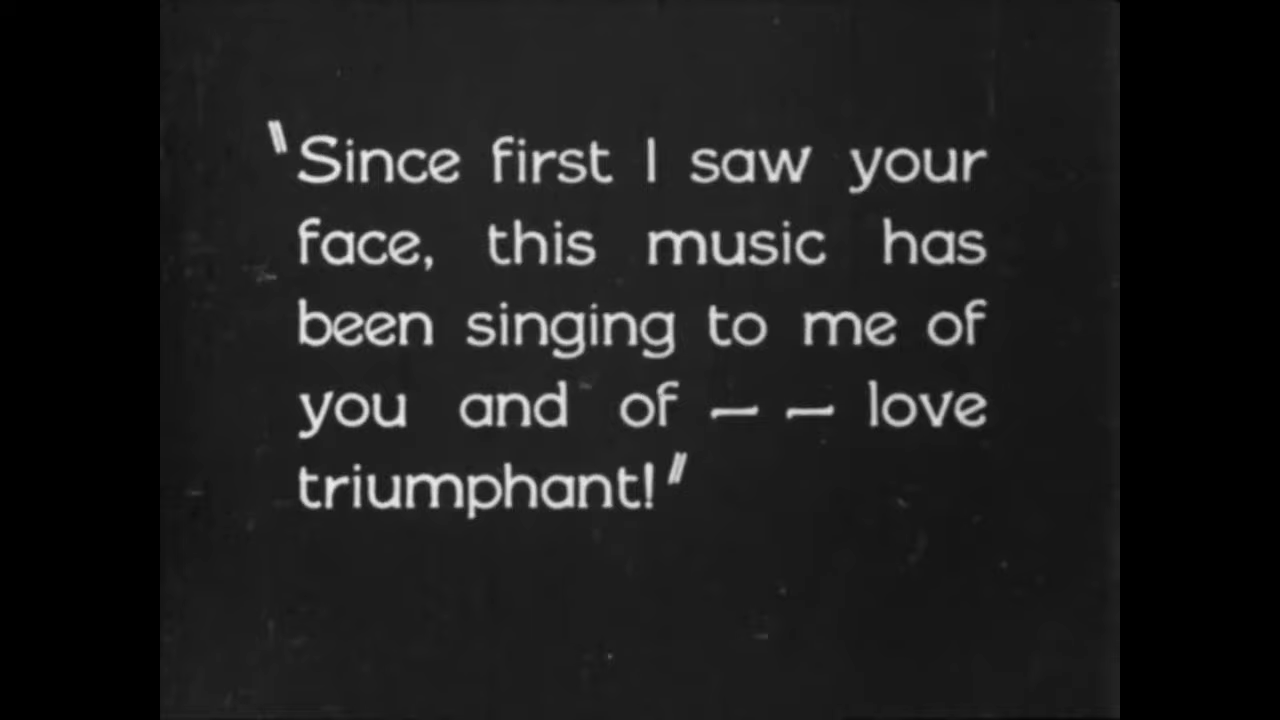 "Since first I saw your
face, this music has
been singing to me of
you and of — — love
triumphant!"